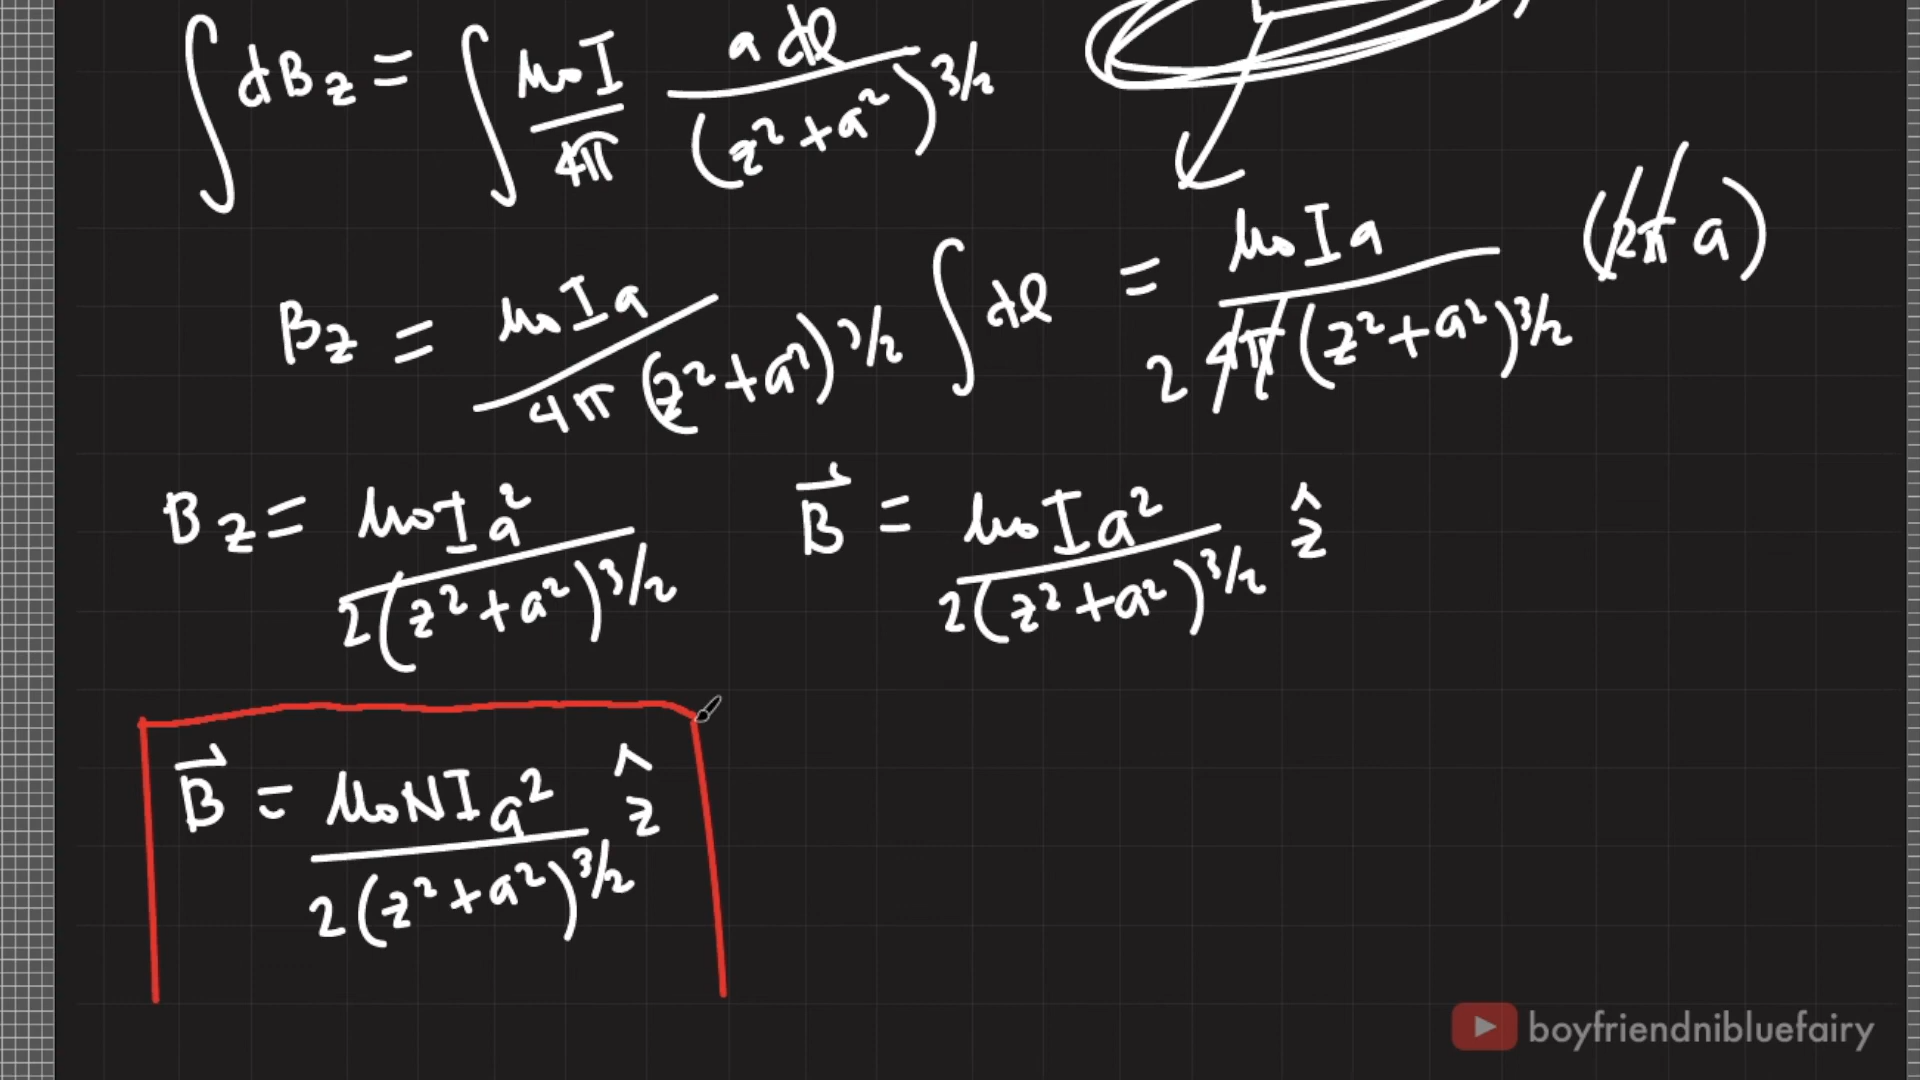 ∫dB_z = ∫ μ₀I/4π a dl/(z²+a²)^3/2
B_z = μ₀Ia/4π(z²+a²)^3/2 ∫dl = μ₀Ia/2 4π(z²+a²)^3/2 (2πa)
B_z = μ₀Ia²/2(z²+a²)^3/2 B⃗ = μ₀Ia²/2(z²+a²)^3/2 ẑ
B⃗ = μ₀NIa²/2(z²+a²)^3/2 ẑ
boyfriendnibluefairy